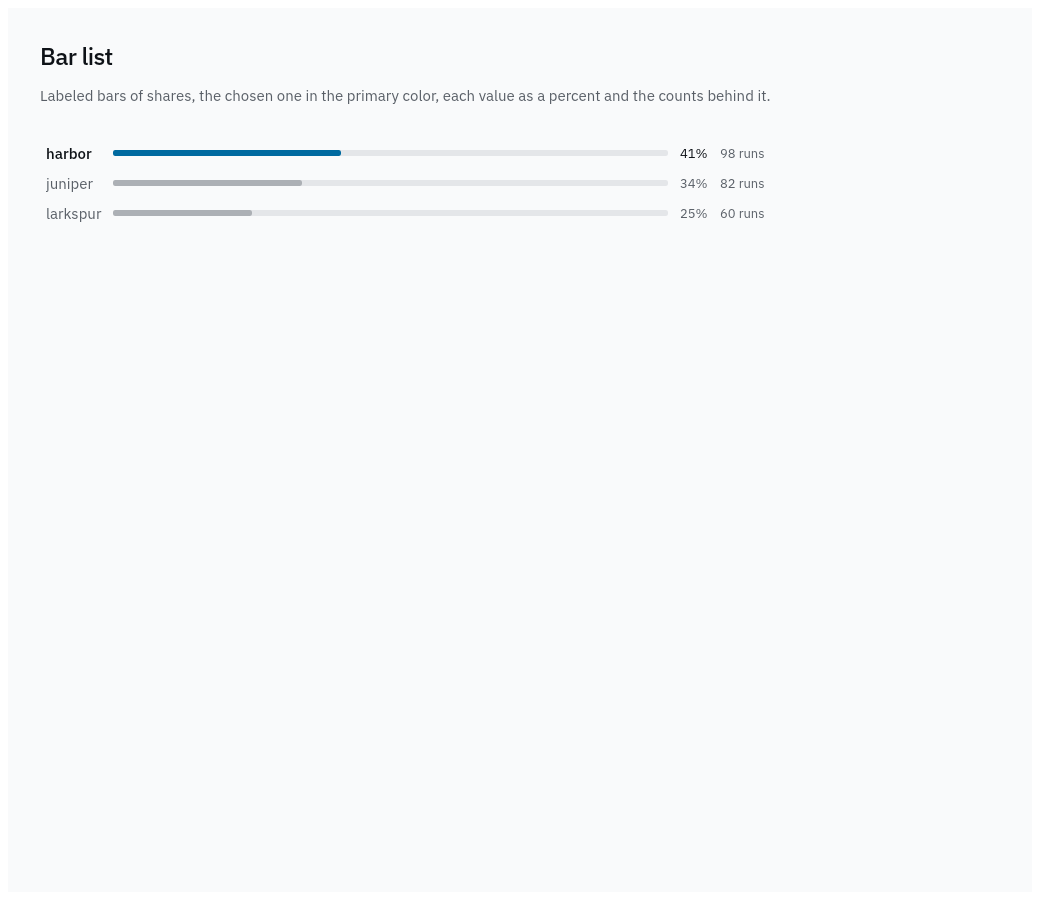 Bar list
Labeled bars of shares, the chosen one in the primary color, each value as a percent and the counts behind it.
harbor 41% 98 runs
juniper 34% 82 runs
larkspur 25% 60 runs